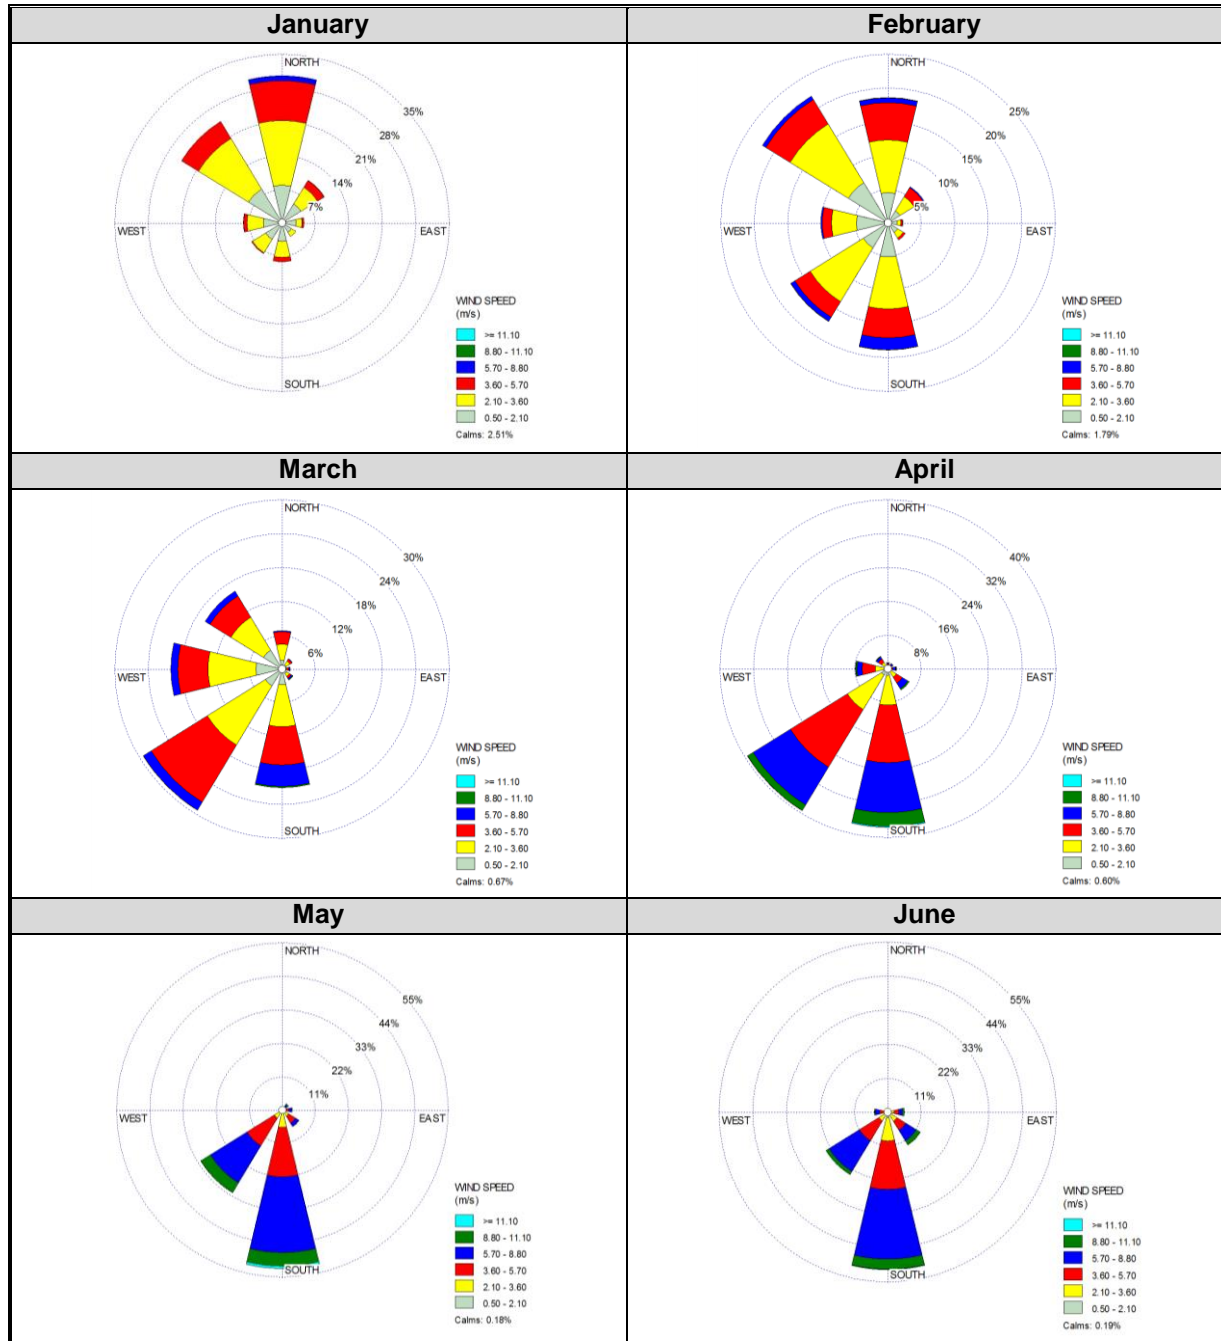 January
February
NORTH
35%
28%
21%
14%
7%
WEST
EAST
SOUTH
WIND SPEED
(m/s)
>= 11.10
8.80 - 11.10
5.70 - 8.80
3.60 - 5.70
2.10 - 3.60
0.50 - 2.10
Calms: 2.51%
NORTH
25%
20%
15%
10%
5%
WEST
EAST
SOUTH
WIND SPEED
(m/s)
>= 11.10
8.80 - 11.10
5.70 - 8.80
3.60 - 5.70
2.10 - 3.60
0.50 - 2.10
Calms: 1.79%
March
April
NORTH
30%
24%
18%
12%
6%
WEST
EAST
SOUTH
WIND SPEED
(m/s)
>= 11.10
8.80 - 11.10
5.70 - 8.80
3.60 - 5.70
2.10 - 3.60
0.50 - 2.10
Calms: 0.67%
NORTH
40%
32%
24%
16%
8%
WEST
EAST
SOUTH
WIND SPEED
(m/s)
>= 11.10
8.80 - 11.10
5.70 - 8.80
3.60 - 5.70
2.10 - 3.60
0.50 - 2.10
Calms: 0.60%
May
June
NORTH
55%
44%
33%
22%
11%
WEST
EAST
SOUTH
WIND SPEED
(m/s)
>= 11.10
8.80 - 11.10
5.70 - 8.80
3.60 - 5.70
2.10 - 3.60
0.50 - 2.10
Calms: 0.18%
NORTH
55%
44%
33%
22%
11%
WEST
EAST
SOUTH
WIND SPEED
(m/s)
>= 11.10
8.80 - 11.10
5.70 - 8.80
3.60 - 5.70
2.10 - 3.60
0.50 - 2.10
Calms: 0.19%